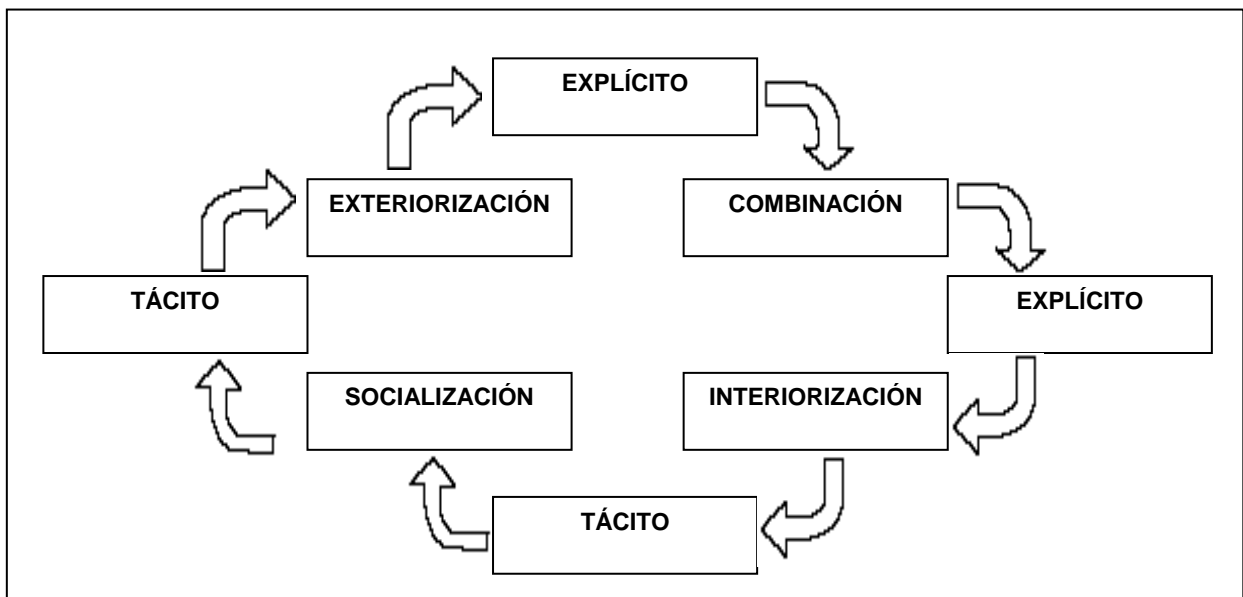 EXPLÍCITO
EXTERIORIZACIÓN
COMBINACIÓN
TÁCITO
EXPLÍCITO
SOCIALIZACIÓN
INTERIORIZACIÓN
TÁCITO